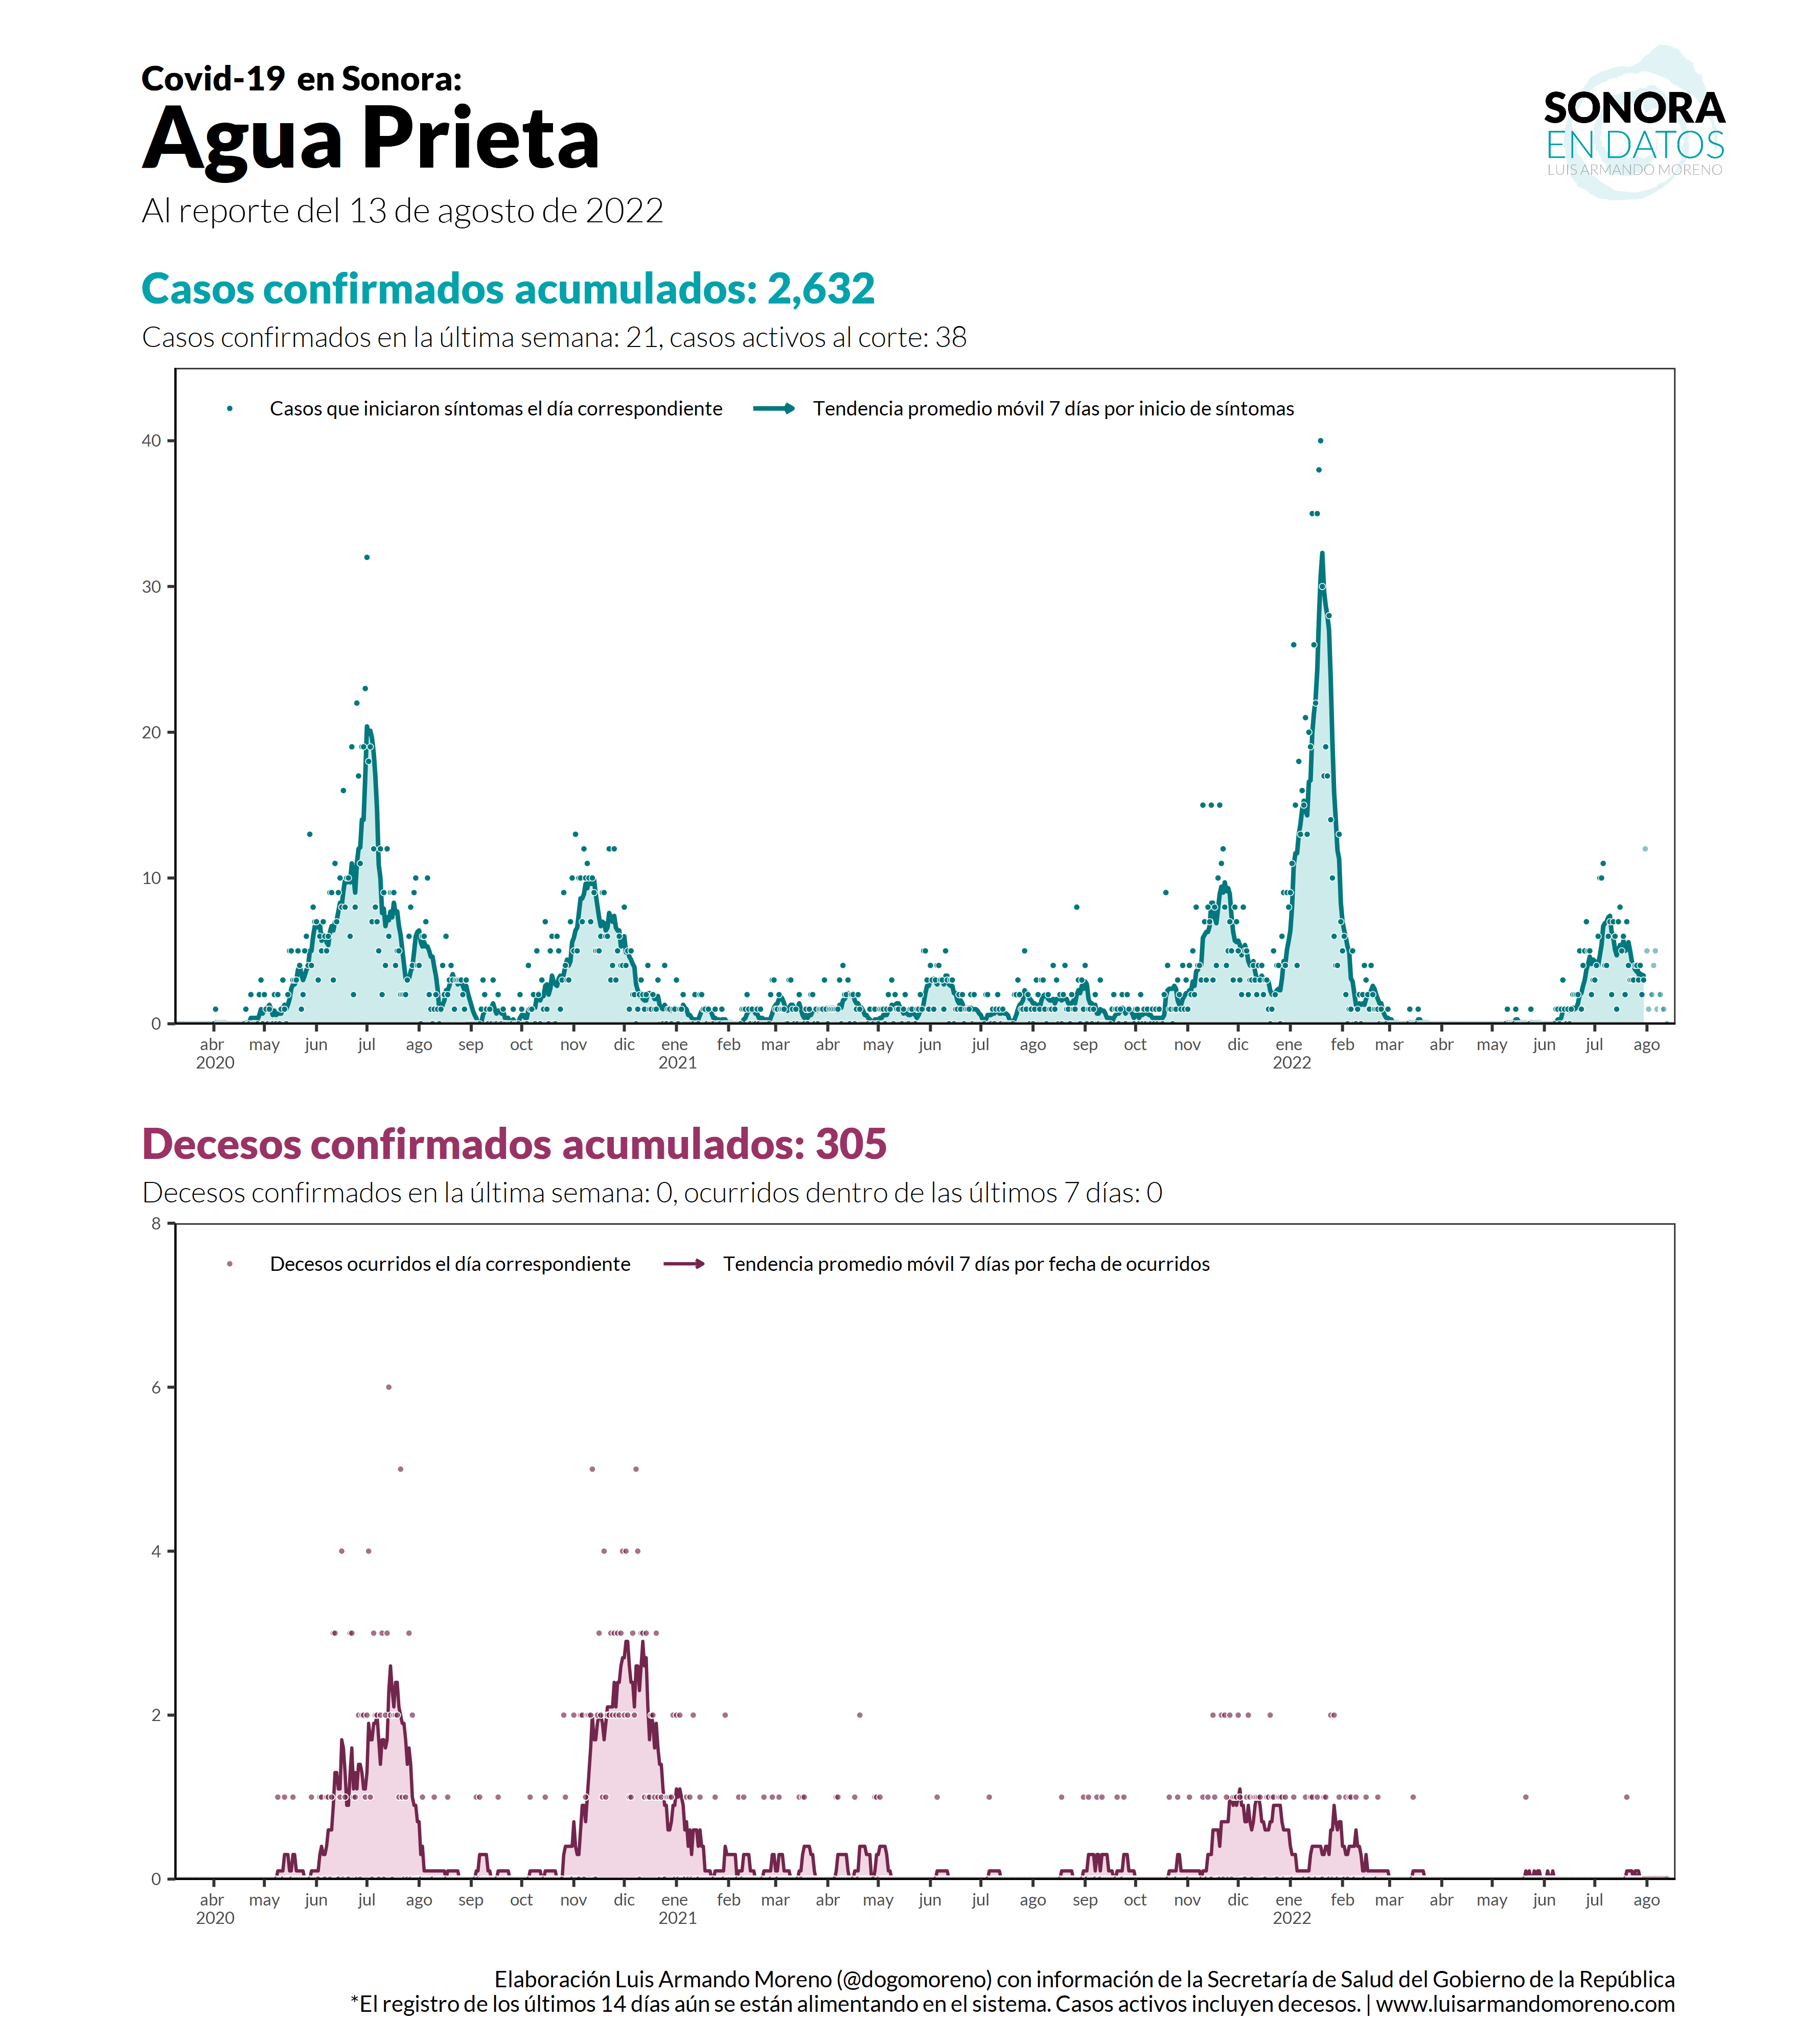 Covid-19 en Sonora:
Agua Prieta
Al reporte del 13 de agosto de 2022
SONORA
EN DATOS
LUIS ARMANDO MORENO
Casos confirmados acumulados: 2,632
Casos confirmados en la última semana: 21, casos activos al corte: 38
Casos que iniciaron síntomas el día correspondiente Tendencia promedio móvil 7 días por inicio de síntomas
40
30
20
10
0
abr may jun jul ago sep oct nov dic ene feb mar abr may jun jul ago sep oct nov dic ene feb mar abr may jun jul ago
2020 2021 2022
Decesos confirmados acumulados: 305
Decesos confirmados en la última semana: 0, ocurridos dentro de las últimos 7 días: 0
8
Decesos ocurridos el día correspondiente Tendencia promedio móvil 7 días por fecha de ocurridos
6
4
2
0
abr may jun jul ago sep oct nov dic ene feb mar abr may jun jul ago sep oct nov dic ene feb mar abr may jun jul ago
2020 2021 2022
Elaboración Luis Armando Moreno (@dogomoreno) con información de la Secretaría de Salud del Gobierno de la República
*El registro de los últimos 14 días aún se están alimentando en el sistema. Casos activos incluyen decesos. | www.luisarmandomoreno.com